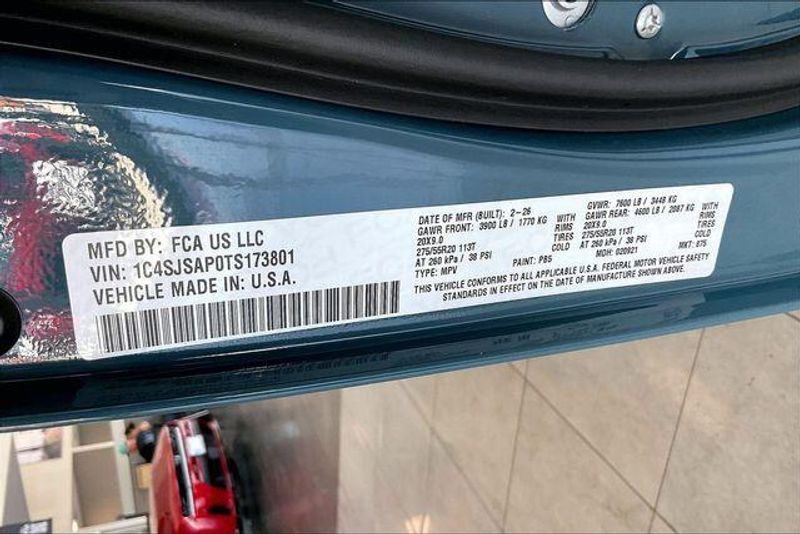 MFD BY: FCA US LLC
VIN: 1C4SJSAP0TS173801
VEHICLE MADE IN: U.S.A.
DATE OF MFR (BUILT): 2-26
GAWR FRONT: 3900 LB / 1770 KG WITH
20X9.0 RIMS
275/55R20 113T TIRES
AT 260 kPa / 38 PSI COLD
TYPE: MPV PAINT: PB5
GVWR: 7600 LB / 3448 KG
GAWR REAR: 4600 LB / 2087 KG WITH
20X9.0 RIMS
275/55R20 113T TIRES
AT 260 kPa / 38 PSI COLD
MDH: 020921 MKT: 875
THIS VEHICLE CONFORMS TO ALL APPLICABLE U.S.A. FEDERAL MOTOR VEHICLE SAFETY
STANDARDS IN EFFECT ON THE DATE OF MANUFACTURE SHOWN ABOVE.